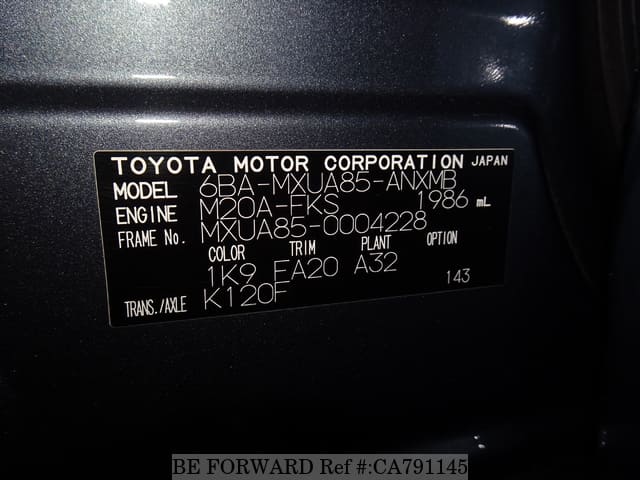 TOYOTA MOTOR CORPORATION JAPAN
MODEL 6BA-MXUA85-ANXMB
ENGINE M20A-FKS 1986 mL
FRAME No. MXUA85-0004228
COLOR TRIM PLANT OPTION
1K9 FA20 A32
143
TRANS./AXLE K120F
BE FORWARD Ref #:CA791145